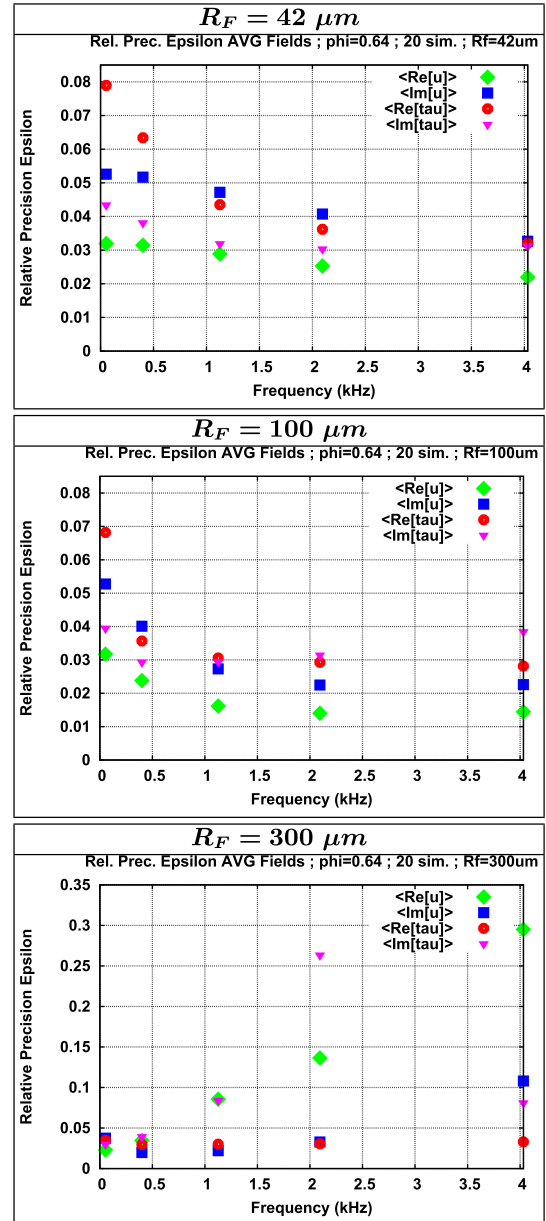 R_F = 42 μm
Rel. Prec. Epsilon AVG Fields ; phi=0.64 ; 20 sim. ; Rf=42um
<Re[u]>
<Im[u]>
<Re[tau]>
<Im[tau]>
0.08
0.07
0.06
0.05
0.04
0.03
0.02
0.01
0
Relative Precision Epsilon
0 0.5 1 1.5 2 2.5 3 3.5 4
Frequency (kHz)
R_F = 100 μm
Rel. Prec. Epsilon AVG Fields ; phi=0.64 ; 20 sim. ; Rf=100um
<Re[u]>
<Im[u]>
<Re[tau]>
<Im[tau]>
0.08
0.07
0.06
0.05
0.04
0.03
0.02
0.01
0
Relative Precision Epsilon
0 0.5 1 1.5 2 2.5 3 3.5 4
Frequency (kHz)
R_F = 300 μm
Rel. Prec. Epsilon AVG Fields ; phi=0.64 ; 20 sim. ; Rf=300um
<Re[u]>
<Im[u]>
<Re[tau]>
<Im[tau]>
0.35
0.3
0.25
0.2
0.15
0.1
0.05
0
Relative Precision Epsilon
0 0.5 1 1.5 2 2.5 3 3.5 4
Frequency (kHz)